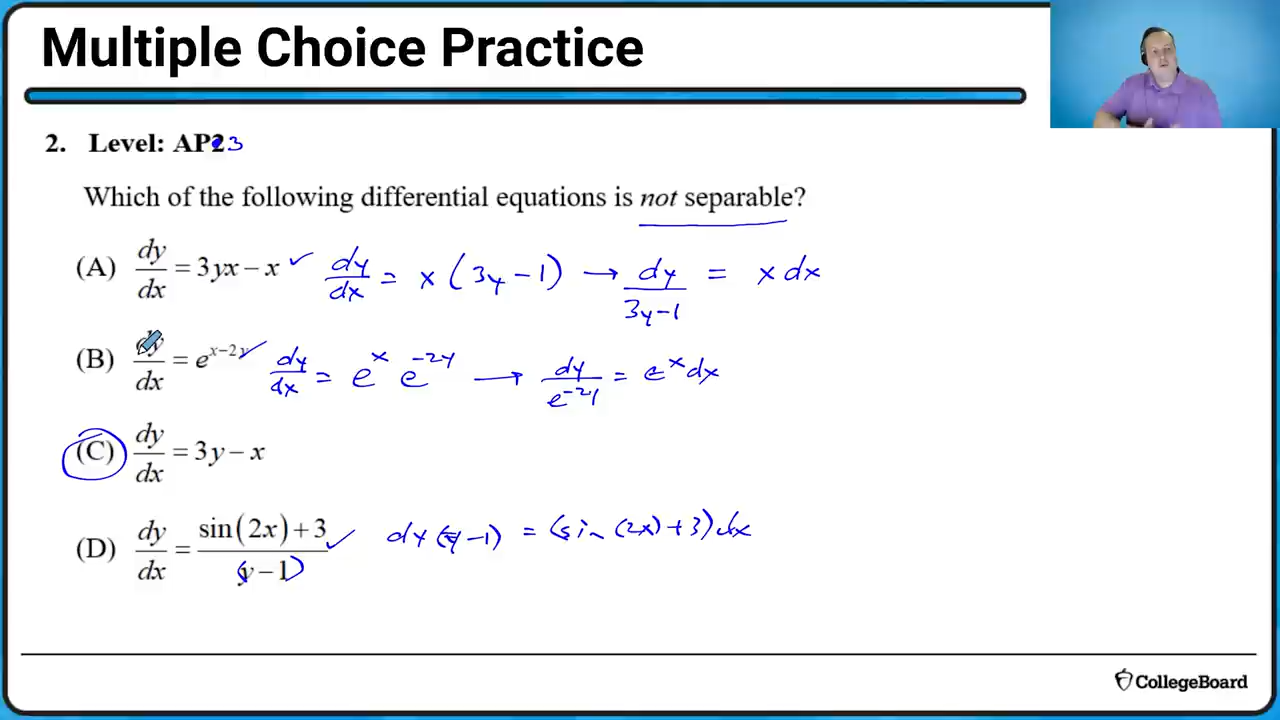 Multiple Choice Practice
2. Level: AP2 3
Which of the following differential equations is not separable?
(A) dy/dx = 3yx − x ✓ dy/dx = x (3y − 1) → dy/(3y−1) = x dx
(B) dy/dx = e^(x−2y) ✓ dy/dx = e^x e^(−2y) → dy/e^(−2y) = e^x dx
(C) dy/dx = 3y − x
(D) dy/dx = (sin(2x)+3)/(y − 1) ✓ dy (y − 1) = (sin (2x) + 3) dx
CollegeBoard